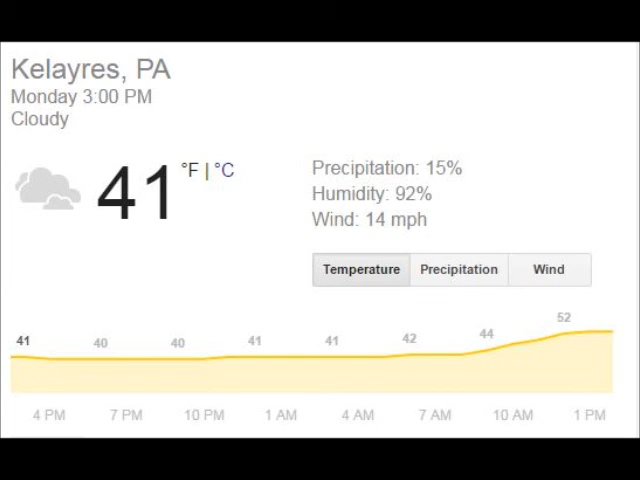 Kelayres, PA
Monday 3:00 PM
Cloudy
41 °F | °C
Precipitation: 15%
Humidity: 92%
Wind: 14 mph
Temperature Precipitation Wind
41 40 40 41 41 42 44 52
4 PM 7 PM 10 PM 1 AM 4 AM 7 AM 10 AM 1 PM